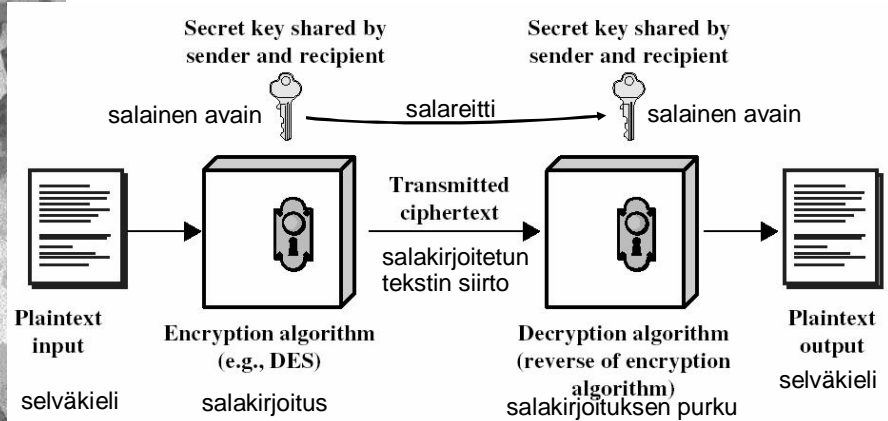 Secret key shared by
sender and recipient
Secret key shared by
sender and recipient
salainen avain
salareitti
salainen avain
Transmitted
ciphertext
salakirjoitetun
tekstin siirto
Plaintext
input
Encryption algorithm
(e.g., DES)
Decryption algorithm
(reverse of encryption
algorithm)
Plaintext
output
selväkieli
salakirjoitus
salakirjoituksen purku
selväkieli